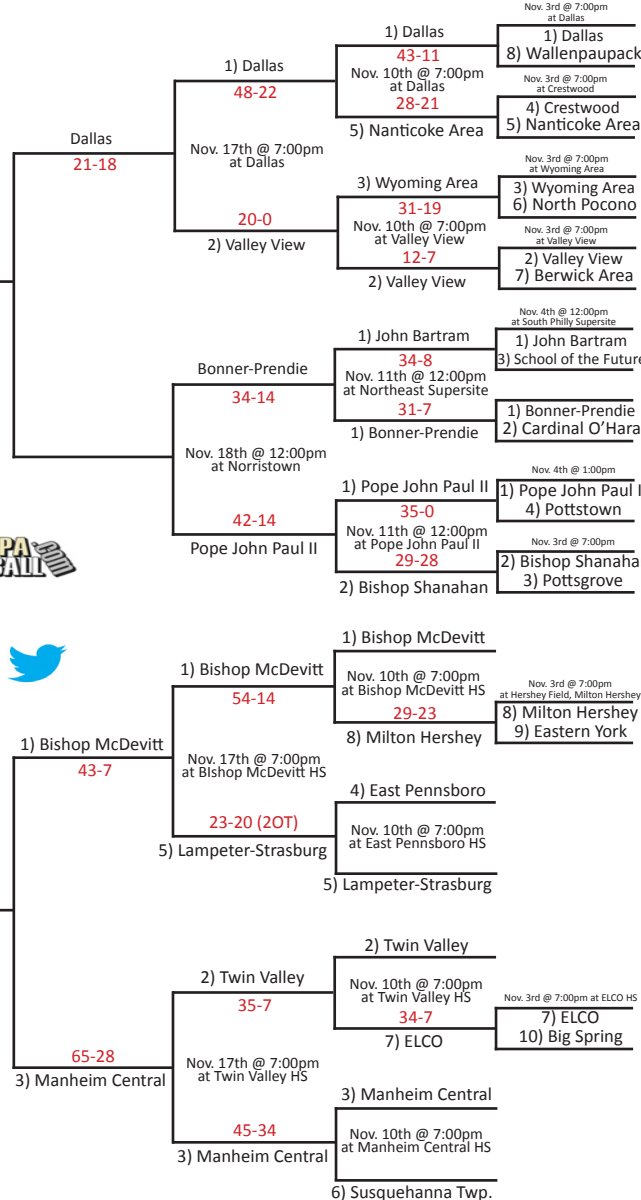 Nov. 3rd @ 7:00pm
at Dallas
1) Dallas
8) Wallenpaupack
1) Dallas
43-11
Nov. 10th @ 7:00pm
at Dallas
28-21
5) Nanticoke Area
Nov. 3rd @ 7:00pm
at Crestwood
4) Crestwood
5) Nanticoke Area
1) Dallas
48-22
Nov. 17th @ 7:00pm
at Dallas
20-0
2) Valley View
Dallas
21-18
Nov. 3rd @ 7:00pm
at Wyoming Area
3) Wyoming Area
6) North Pocono
3) Wyoming Area
31-19
Nov. 10th @ 7:00pm
at Valley View
12-7
2) Valley View
Nov. 3rd @ 7:00pm
at Valley View
2) Valley View
7) Berwick Area
Nov. 4th @ 12:00pm
at South Philly Supersite
1) John Bartram
3) School of the Future
1) John Bartram
34-8
Nov. 11th @ 12:00pm
at Northeast Supersite
31-7
1) Bonner-Prendie
1) Bonner-Prendie
2) Cardinal O'Hara
Bonner-Prendie
34-14
Nov. 18th @ 12:00pm
at Norristown
42-14
Pope John Paul II
Nov. 4th @ 1:00pm
1) Pope John Paul I
4) Pottstown
1) Pope John Paul II
35-0
Nov. 11th @ 12:00pm
at Pope John Paul II
29-28
2) Bishop Shanahan
Nov. 3rd @ 7:00pm
2) Bishop Shanaha
3) Pottsgrove
PA
.com
BALL
1) Bishop McDevitt
Nov. 10th @ 7:00pm
at Bishop McDevitt HS
29-23
8) Milton Hershey
Nov. 3rd @ 7:00pm
at Hershey Field, Milton Hershey
8) Milton Hershey
9) Eastern York
1) Bishop McDevitt
54-14
Nov. 17th @ 7:00pm
at BIshop McDevitt HS
23-20 (2OT)
5) Lampeter-Strasburg
1) Bishop McDevitt
43-7
4) East Pennsboro
Nov. 10th @ 7:00pm
at East Pennsboro HS
5) Lampeter-Strasburg
2) Twin Valley
Nov. 10th @ 7:00pm
at Twin Valley HS
34-7
7) ELCO
Nov. 3rd @ 7:00pm at ELCO HS
7) ELCO
10) Big Spring
2) Twin Valley
35-7
Nov. 17th @ 7:00pm
at Twin Valley HS
45-34
3) Manheim Central
65-28
3) Manheim Central
3) Manheim Central
Nov. 10th @ 7:00pm
at Manheim Central HS
6) Susquehanna Twp.